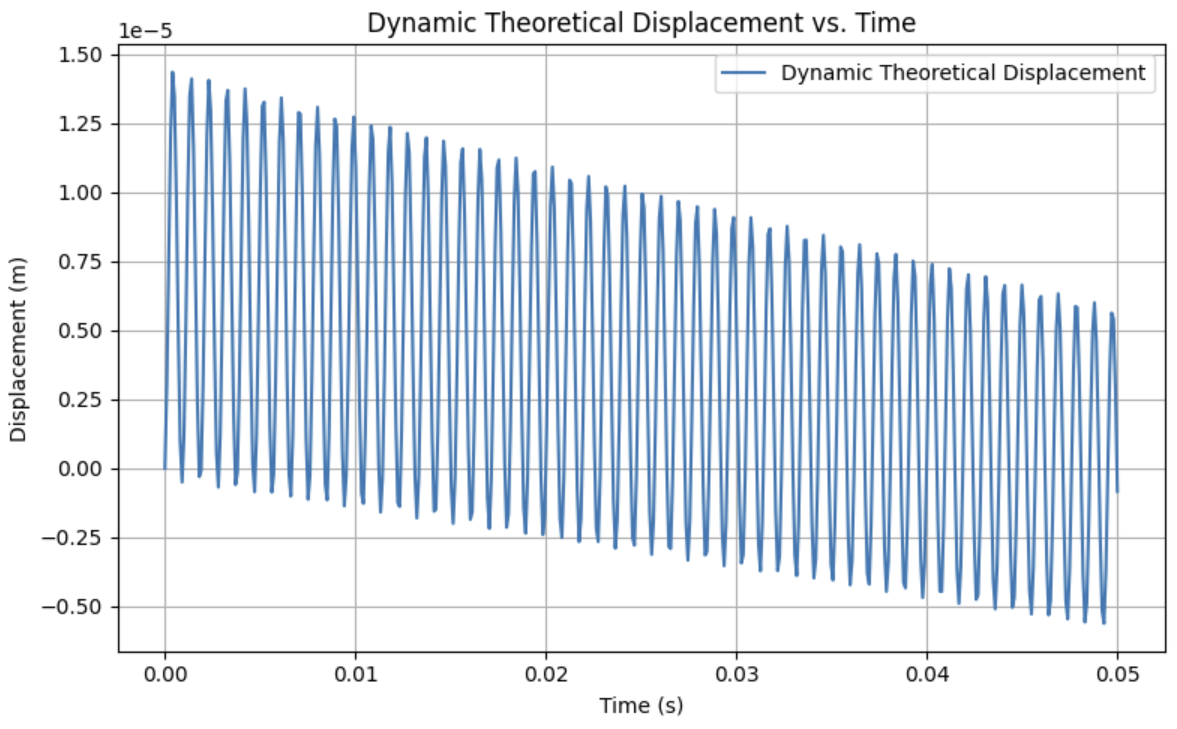 Dynamic Theoretical Displacement vs. Time
1e−5
Dynamic Theoretical Displacement
1.50
1.25
1.00
0.75
0.50
0.25
0.00
−0.25
−0.50
Displacement (m)
0.00 0.01 0.02 0.03 0.04 0.05
Time (s)